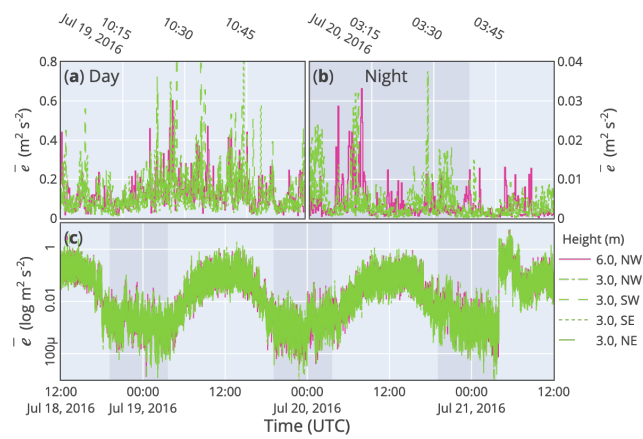 10:15 10:30 10:45 03:15 03:30 03:45
Jul 19, 2016 Jul 20, 2016
0.8 (a) Day (b) Night 0.04
0.6 0.03
0.4 0.02
0.2 0.01
0 0
e̅ (m² s⁻²) e̅ (m² s⁻²)
(c)
1
0.01
100μ
e̅ (log m² s⁻²)
Height (m)
6.0, NW
3.0, NW
3.0, SW
3.0, SE
3.0, NE
12:00 00:00 12:00 00:00 12:00 00:00 12:00
Jul 18, 2016 Jul 19, 2016 Jul 20, 2016 Jul 21, 2016
Time (UTC)